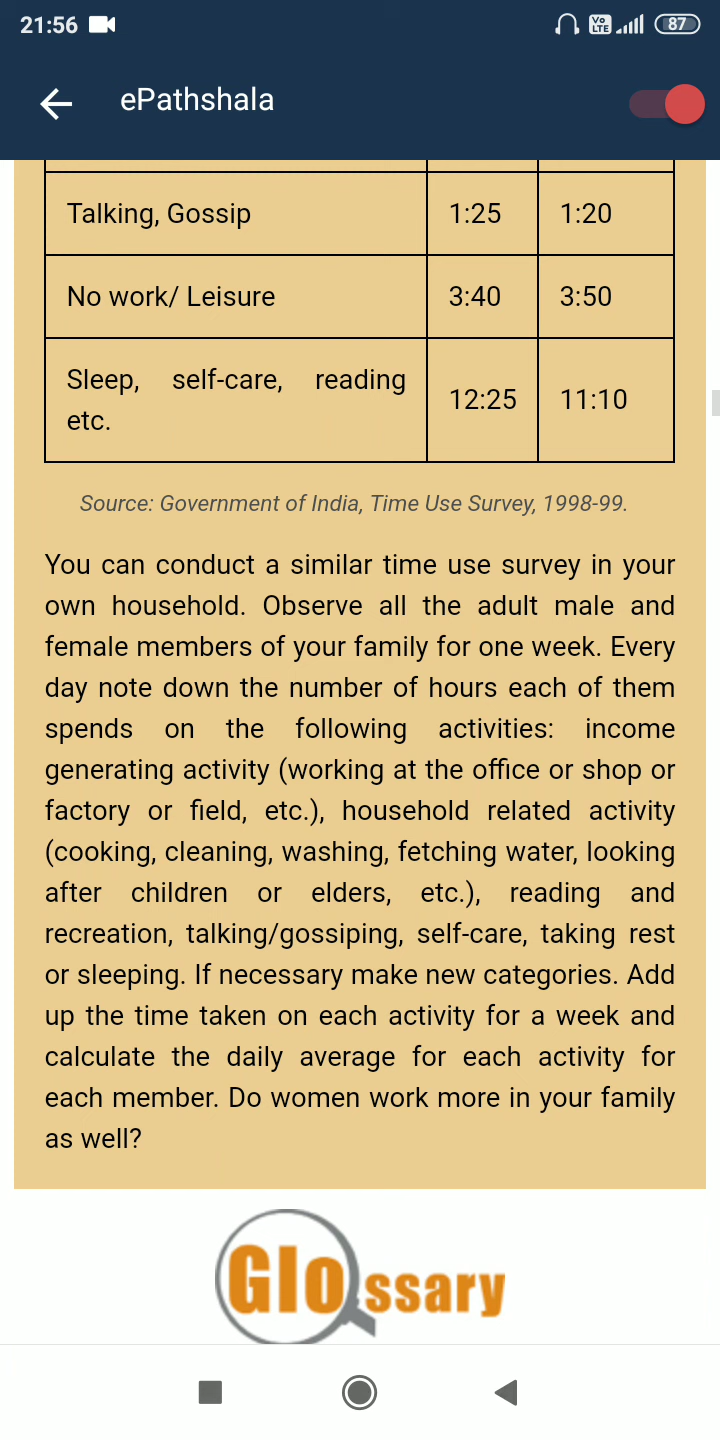 21:56 Vo LTE 87
ePathshala
Talking, Gossip 1:25 1:20
No work/ Leisure 3:40 3:50
Sleep, self-care, reading
etc. 12:25 11:10
Source: Government of India, Time Use Survey, 1998-99.
You can conduct a similar time use survey in your
own household. Observe all the adult male and
female members of your family for one week. Every
day note down the number of hours each of them
spends on the following activities: income
generating activity (working at the office or shop or
factory or field, etc.), household related activity
(cooking, cleaning, washing, fetching water, looking
after children or elders, etc.), reading and
recreation, talking/gossiping, self-care, taking rest
or sleeping. If necessary make new categories. Add
up the time taken on each activity for a week and
calculate the daily average for each activity for
each member. Do women work more in your family
as well?
Glossary